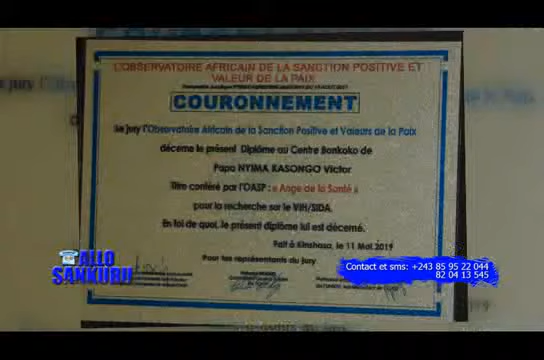 L'OBSERVATOIRE AFRICAIN DE LA SANCTION POSITIVE ET
VALEUR DE LA PAIX
COURONNEMENT
Le jury l'Observatoire Africain de la Sanction Positive et Valeurs de la Paix
décerne le présent Diplôme au Centre Bonkoko de
Papa NYIMA KASONGO Victor
Titre conféré par l'OASP : « Ange de la Santé »
pour la recherche sur le VIH/SIDA.
En foi de quoi, le présent diplôme lui est décerné.
Fait à Kinshasa, le 11 Mai 2019
Pour les représentants du jury
ALLO
SANKURU
Contact et sms: +243 85 95 22 044
82 04 13 545